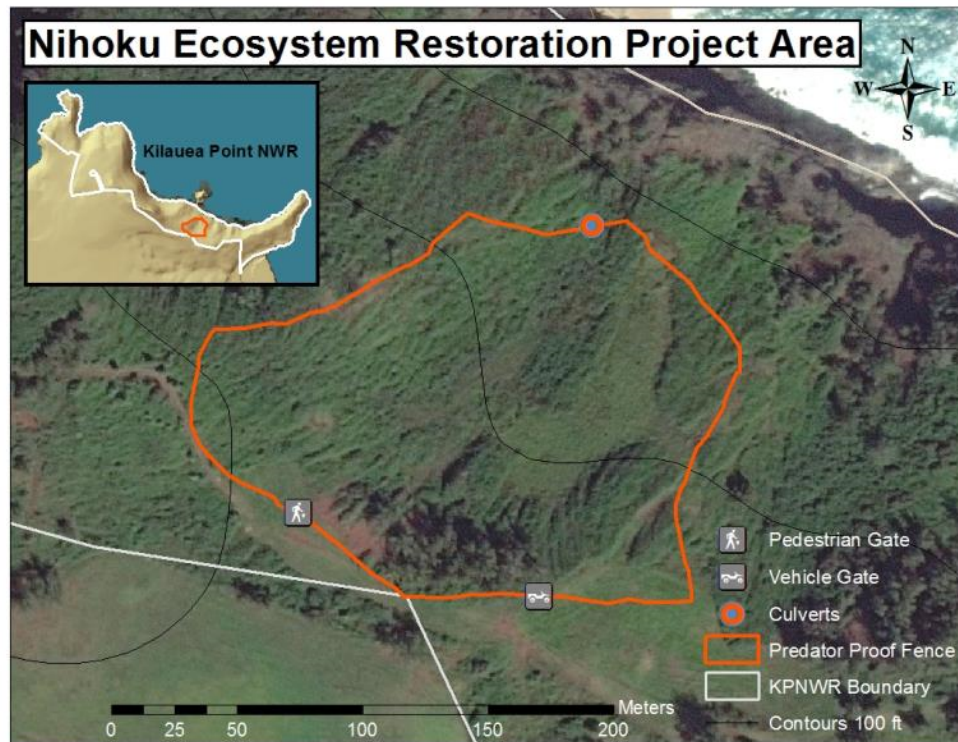 Nihoku Ecosystem Restoration Project Area
N
W E
S
Kilauea Point NWR
Pedestrian Gate
Vehicle Gate
Culverts
Predator Proof Fence
KPNWR Boundary
Contours 100 ft
Meters
0 25 50 100 150 200